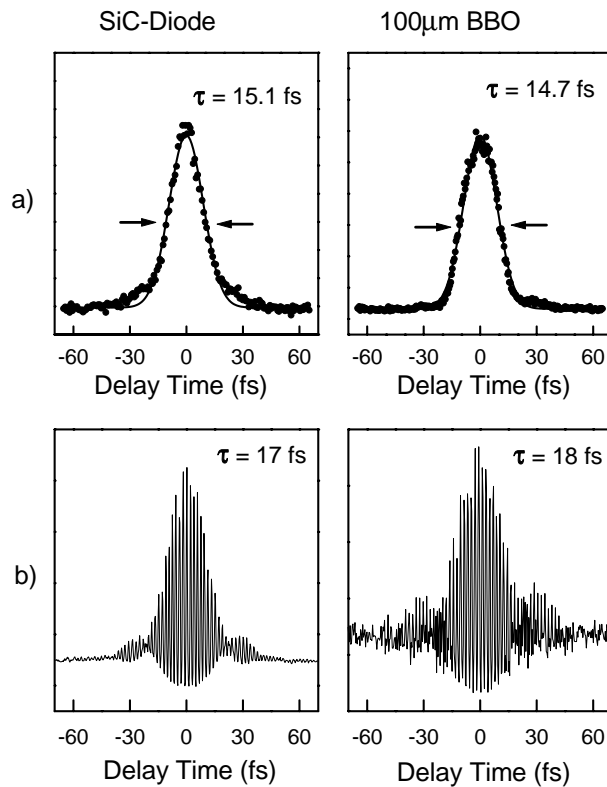 SiC-Diode
100μm BBO
a)
τ = 15.1 fs
τ = 14.7 fs
-60 -30 0 30 60
-60 -30 0 30 60
Delay Time (fs)
Delay Time (fs)
b)
τ = 17 fs
τ = 18 fs
-60 -30 0 30 60
-60 -30 0 30 60
Delay Time (fs)
Delay Time (fs)